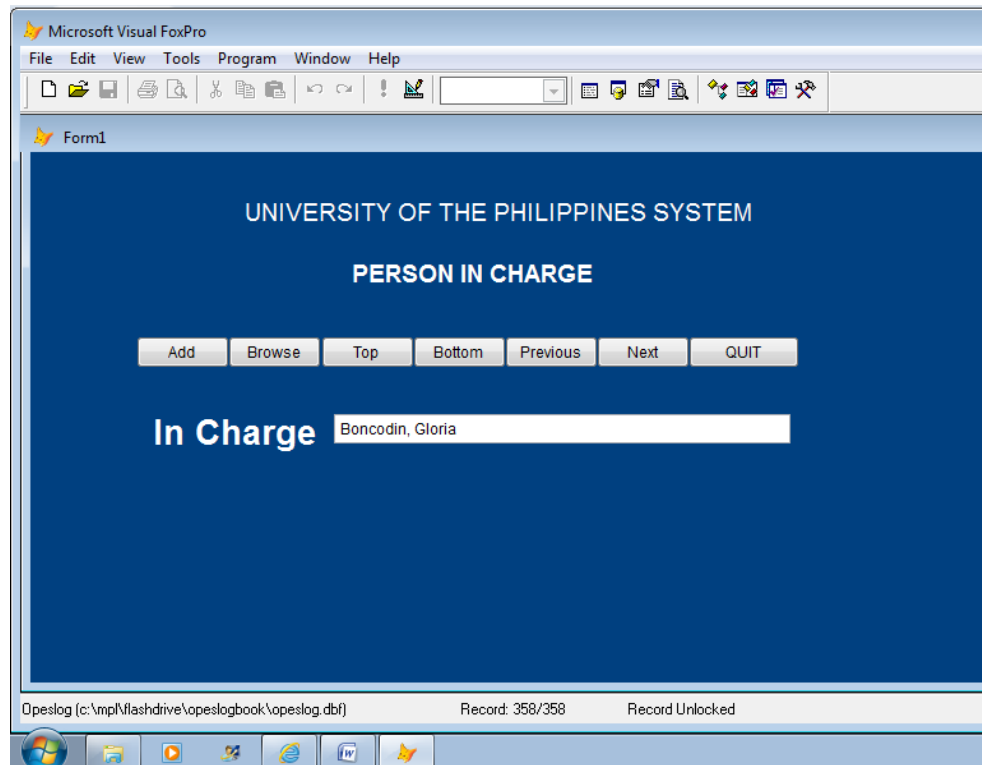 Microsoft Visual FoxPro
File Edit View Tools Program Window Help
Form1
UNIVERSITY OF THE PHILIPPINES SYSTEM
PERSON IN CHARGE
Add Browse Top Bottom Previous Next QUIT
In Charge Boncodin, Gloria
Opeslog (c:\mpl\flashdrive\opeslogbook\opeslog.dbf) Record: 358/358 Record Unlocked